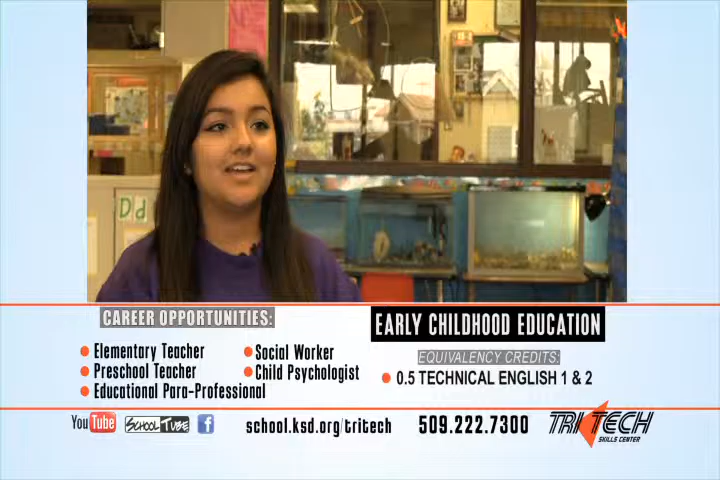 Dd
CAREER OPPORTUNITIES:
Elementary Teacher
Preschool Teacher
Educational Para-Professional
Social Worker
Child Psychologist
EARLY CHILDHOOD EDUCATION
EQUIVALENCY CREDITS:
0.5 TECHNICAL ENGLISH 1 & 2
YouTube
SCHOOLTUBE
f
school.ksd.org/tritech
509.222.7300
TRI TECH
SKILLS CENTER